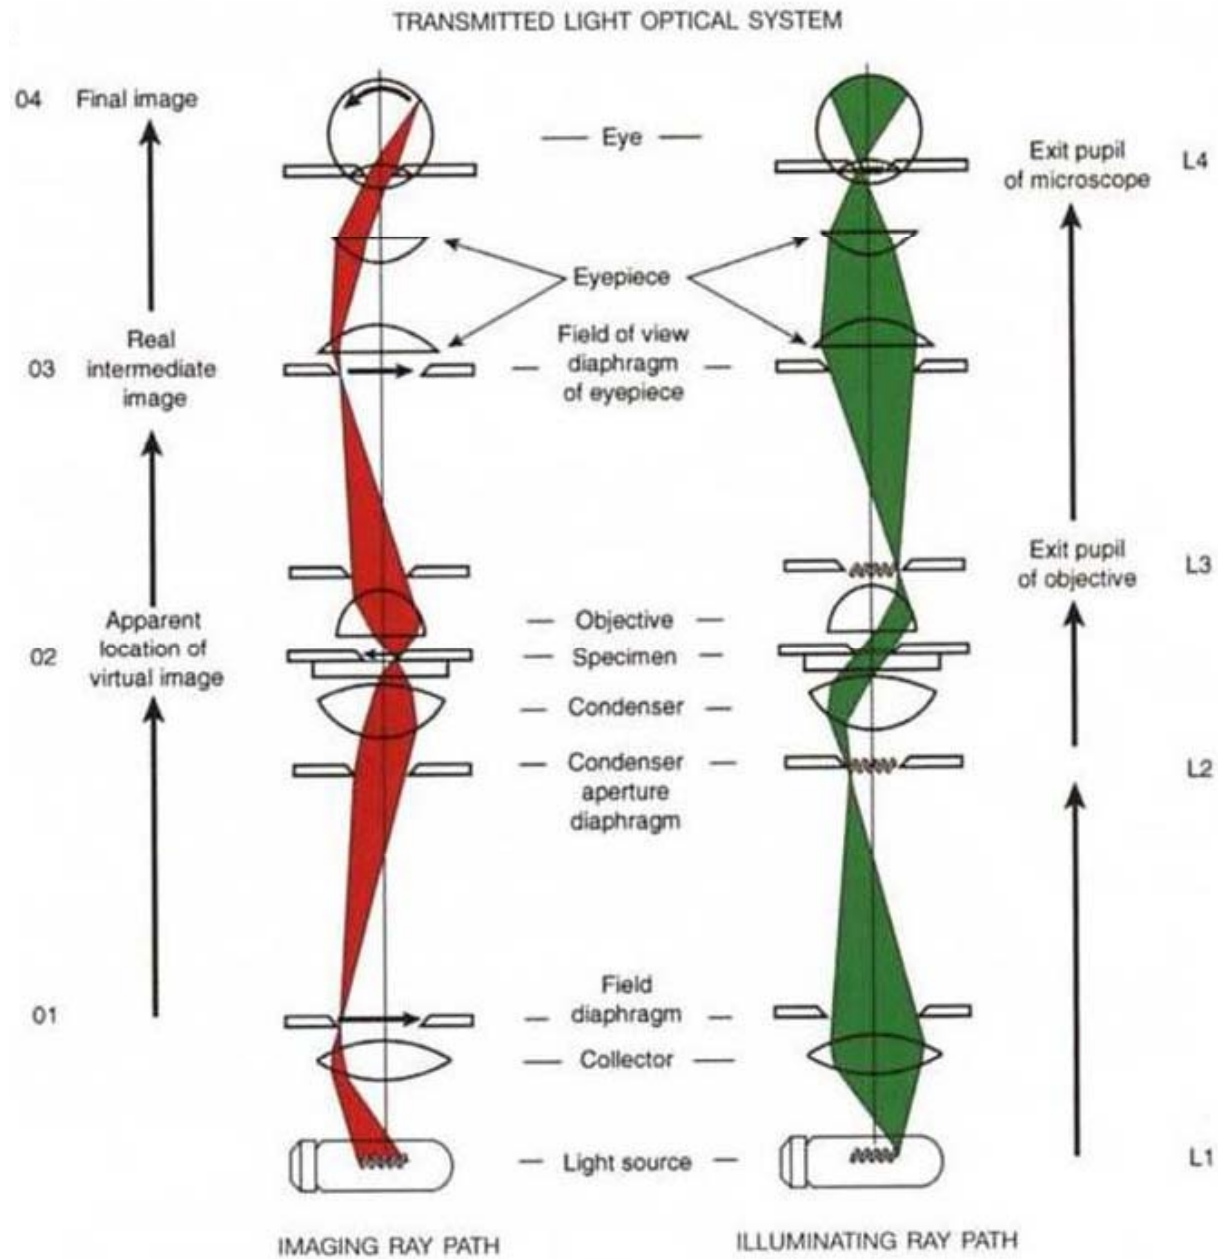 TRANSMITTED LIGHT OPTICAL SYSTEM
04 Final image
Eye
Exit pupil
of microscope
L4
Eyepiece
03
Real
intermediate
image
Field of view
diaphragm
of eyepiece
Exit pupil
of objective
L3
02
Apparent
location of
virtual image
Objective
Specimen
Condenser
Condenser
aperture
diaphragm
L2
01
Field
diaphragm
Collector
Light source
L1
IMAGING RAY PATH
ILLUMINATING RAY PATH